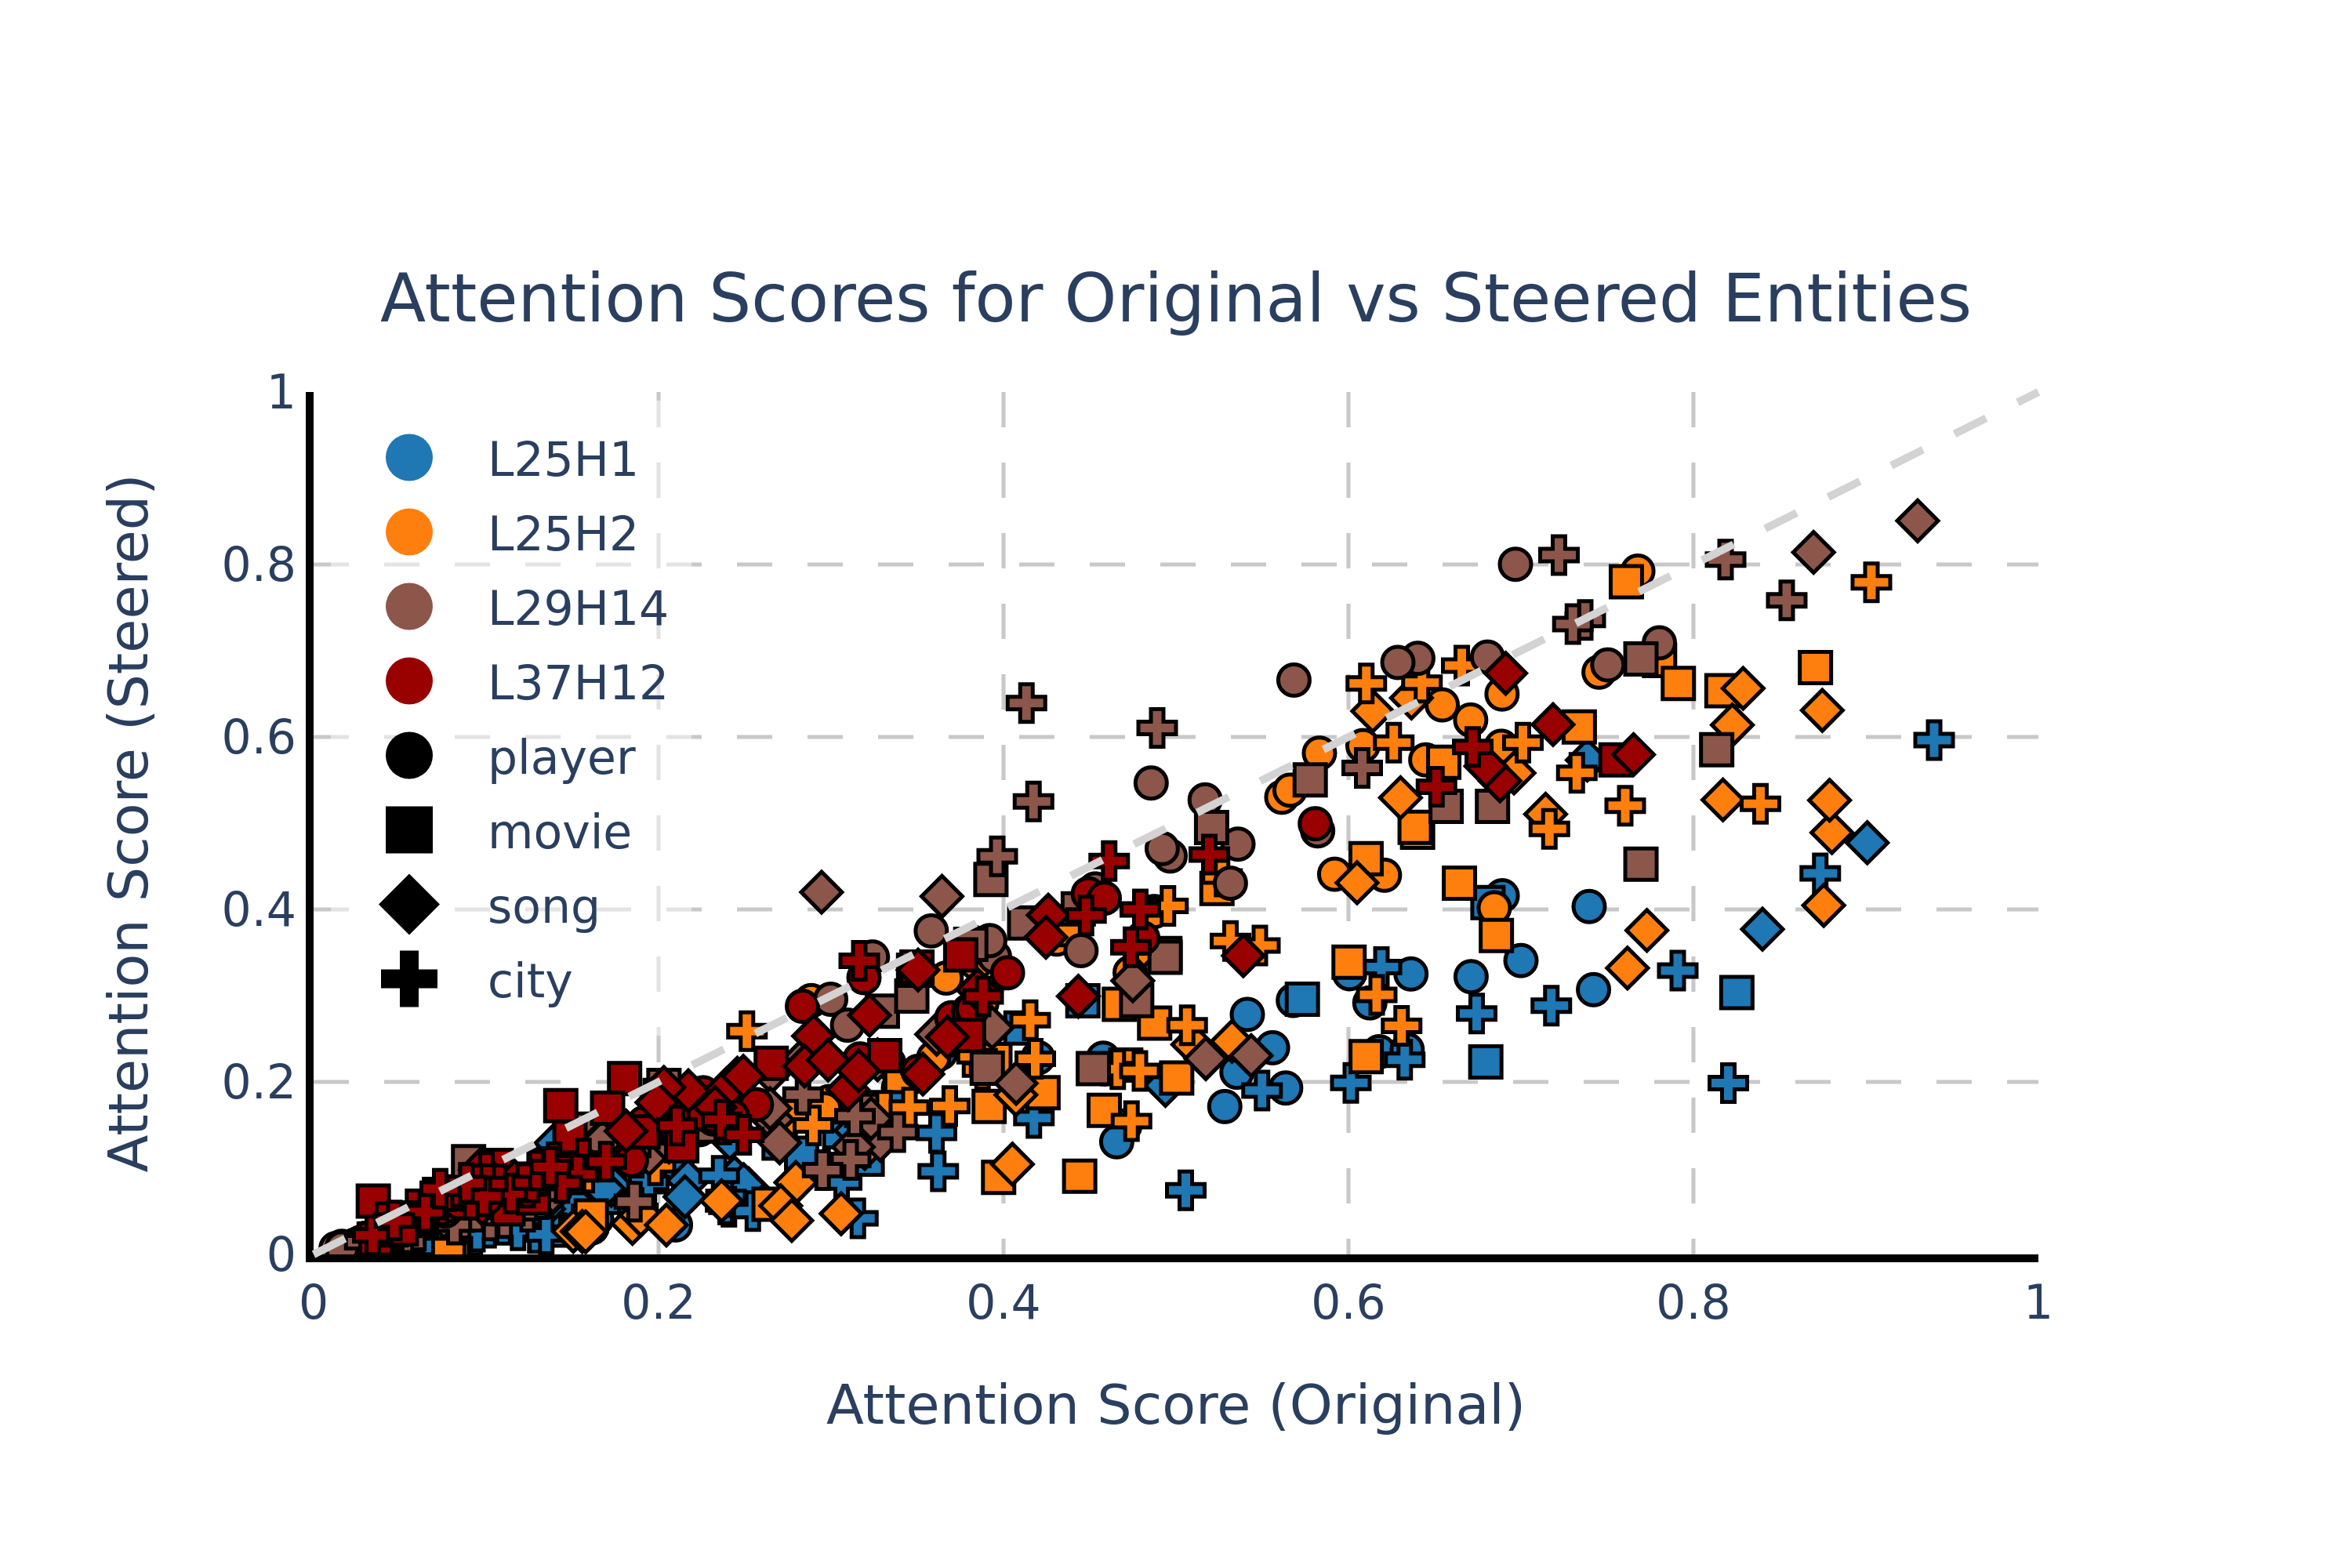 Attention Scores for Original vs Steered Entities
Attention Score (Steered)
1
0.8
0.6
0.4
0.2
0
L25H1
L25H2
L29H14
L37H12
player
movie
song
city
0
0.2
0.4
0.6
0.8
1
Attention Score (Original)